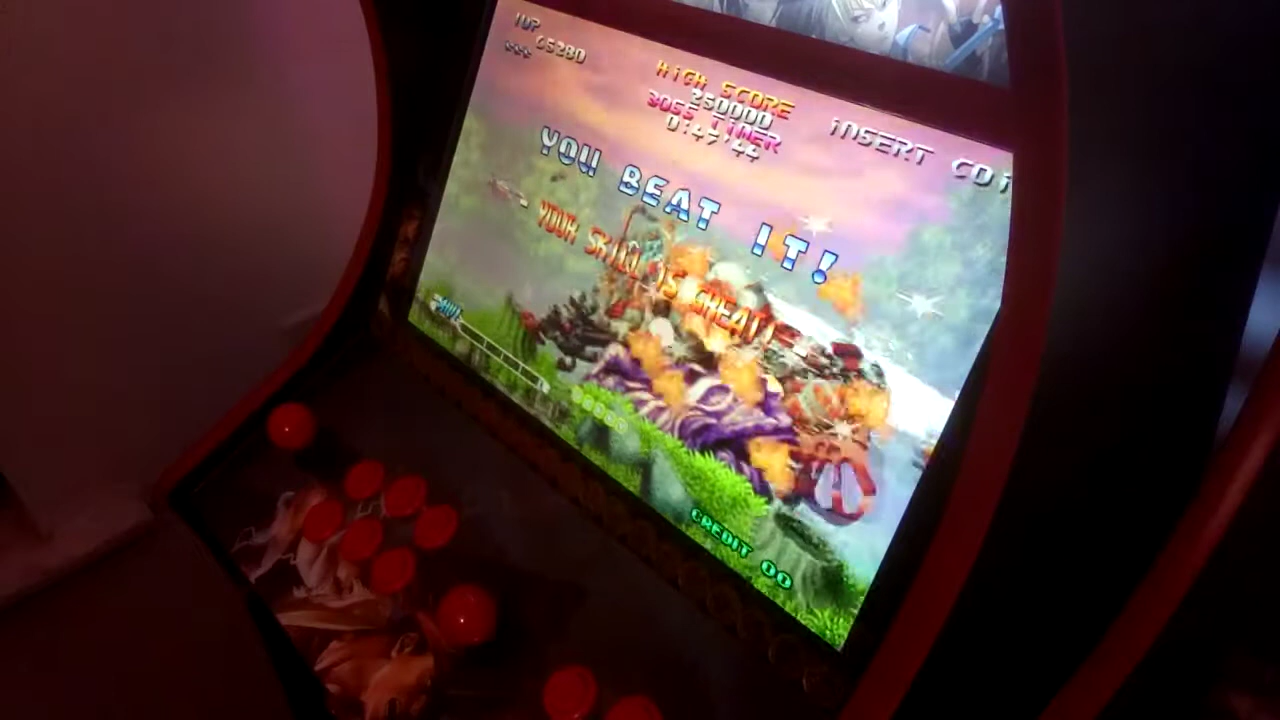 1UP
65280
HiGH SCORE
250000
BOSS TIMER
0:47:44
iNSERT COi
YOU BEAT IT!
YOUR SKILL IS GREAT!
CREDIT 00